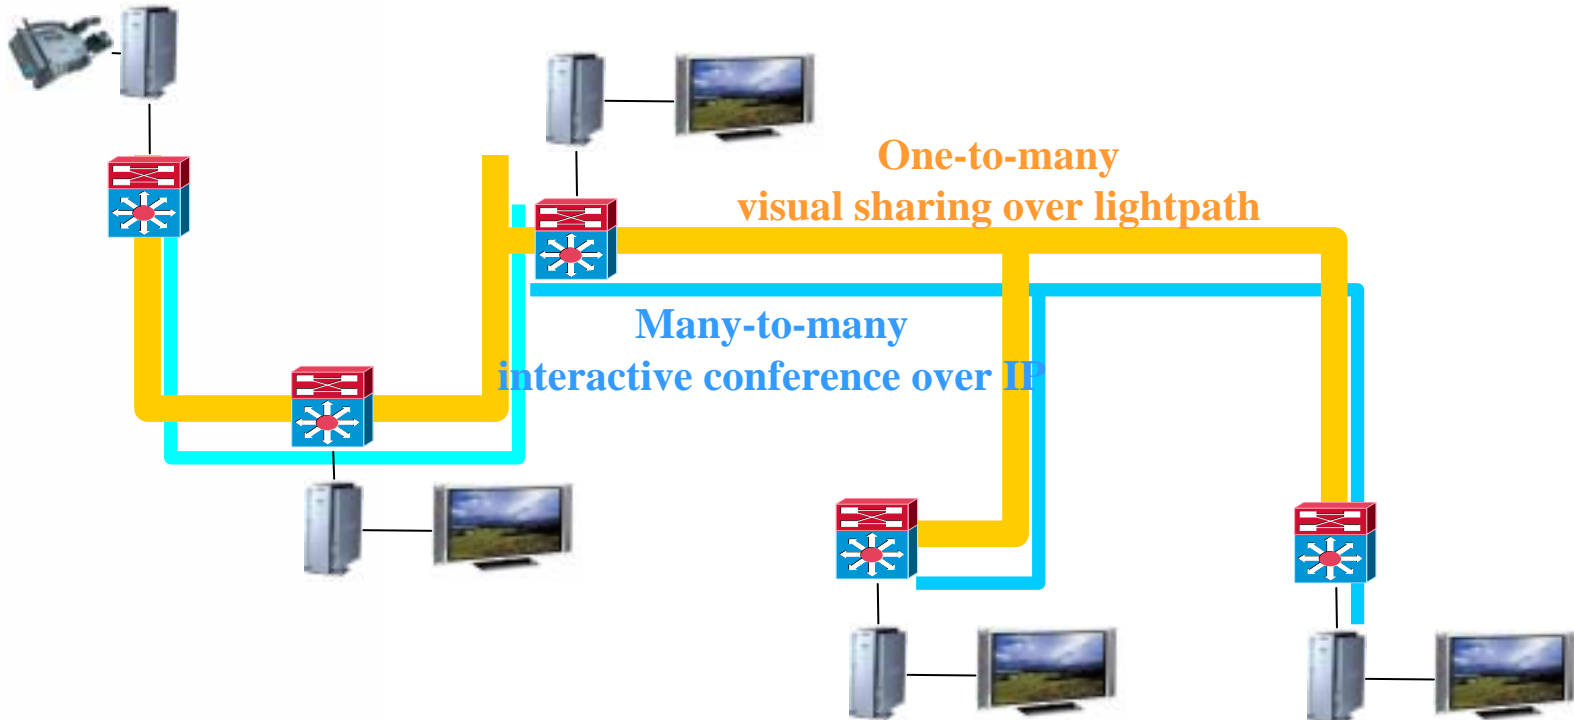 One-to-many
visual sharing over lightpath
Many-to-many
interactive conference over IP